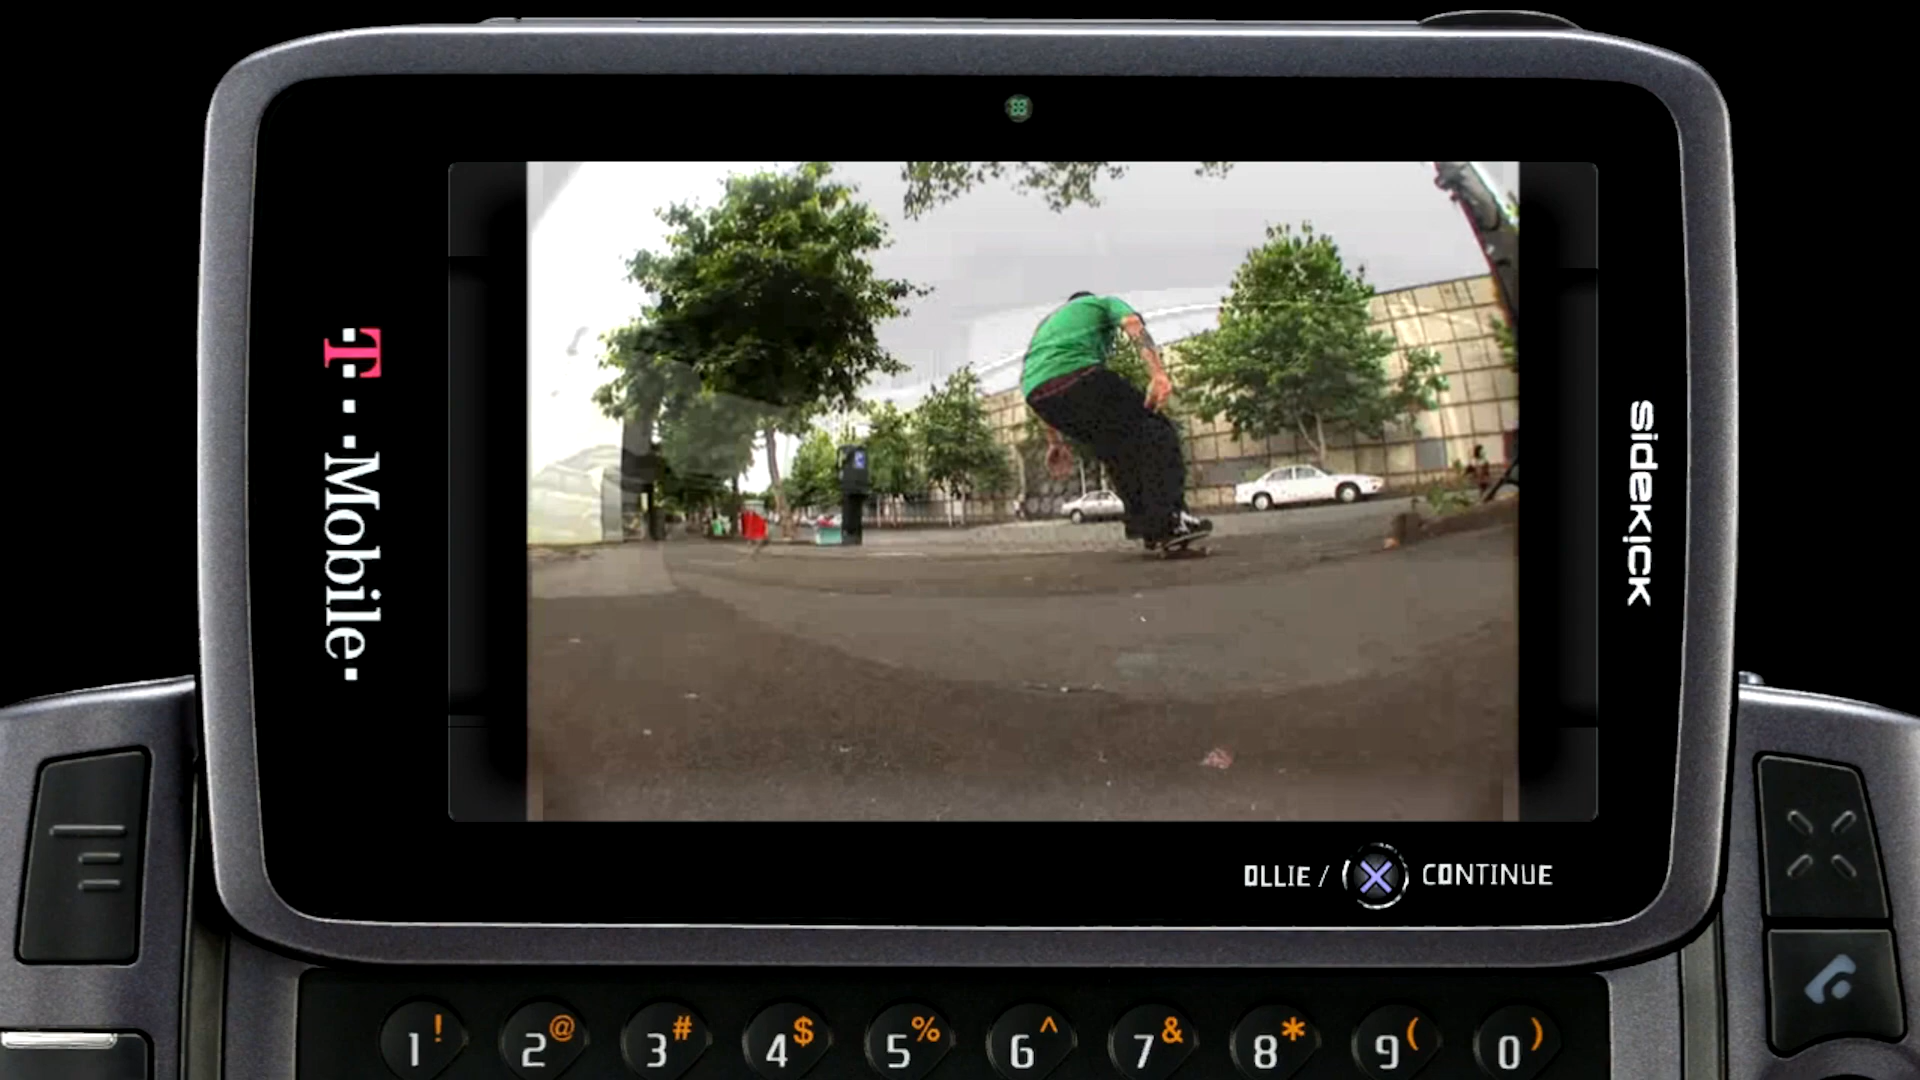 T · · Mobile ·
sidekick
OLLIE / CONTINUE
1 ! 2 @ 3 # 4 $ 5 % 6 ^ 7 & 8 * 9 ( 0 )